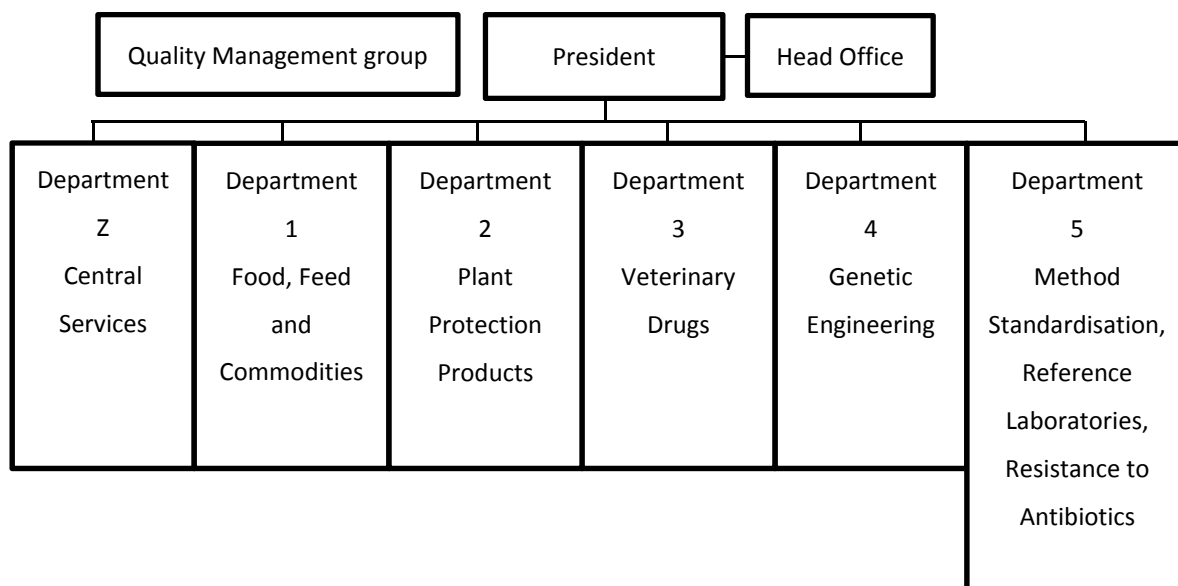 Quality Management group
President
Head Office
Department
Z
Central
Services
Department
1
Food, Feed
and
Commodities
Department
2
Plant
Protection
Products
Department
3
Veterinary
Drugs
Department
4
Genetic
Engineering
Department
5
Method
Standardisation,
Reference
Laboratories,
Resistance to
Antibiotics